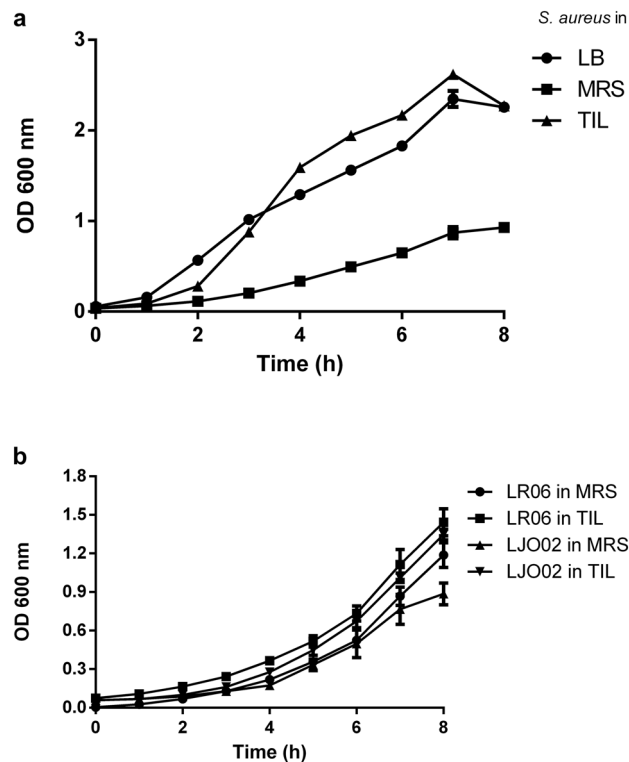 a
S. aureus in
LB
MRS
TIL
3
2
1
0
OD 600 nm
0 2 4 6 8
Time (h)
b
LR06 in MRS
LR06 in TIL
LJO02 in MRS
LJO02 in TIL
1.8
1.5
1.2
0.9
0.6
0.3
0.0
OD 600 nm
0 2 4 6 8
Time (h)